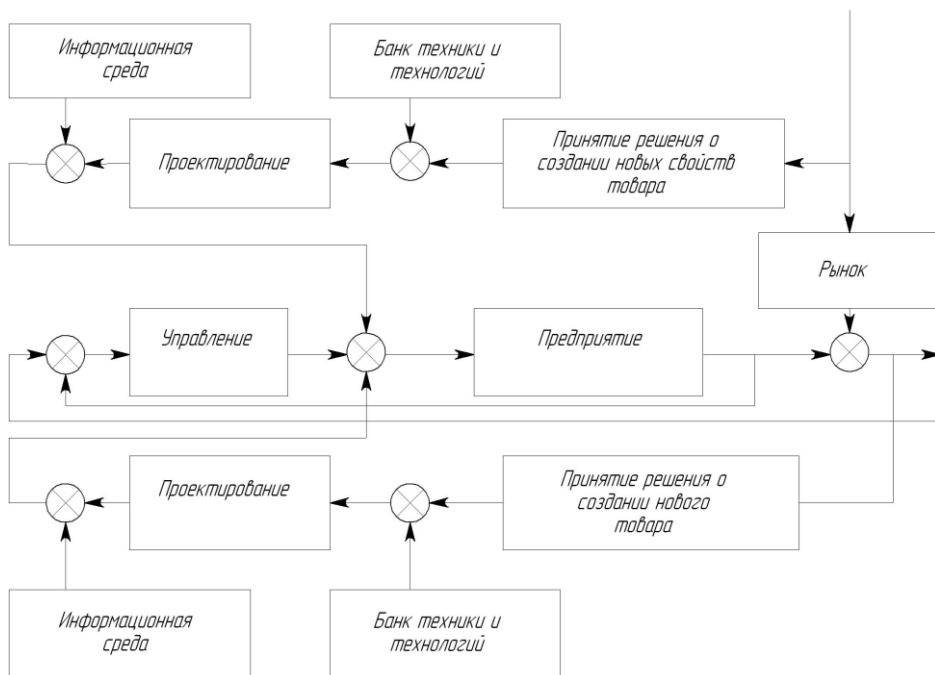 Информационная
среда
Банк техники и
технологий
Проектирование
Принятие решения о
создании новых свойств
товара
Рынок
Управление
Предприятие
Проектирование
Принятие решения о
создании нового
товара
Информационная
среда
Банк техники и
технологий